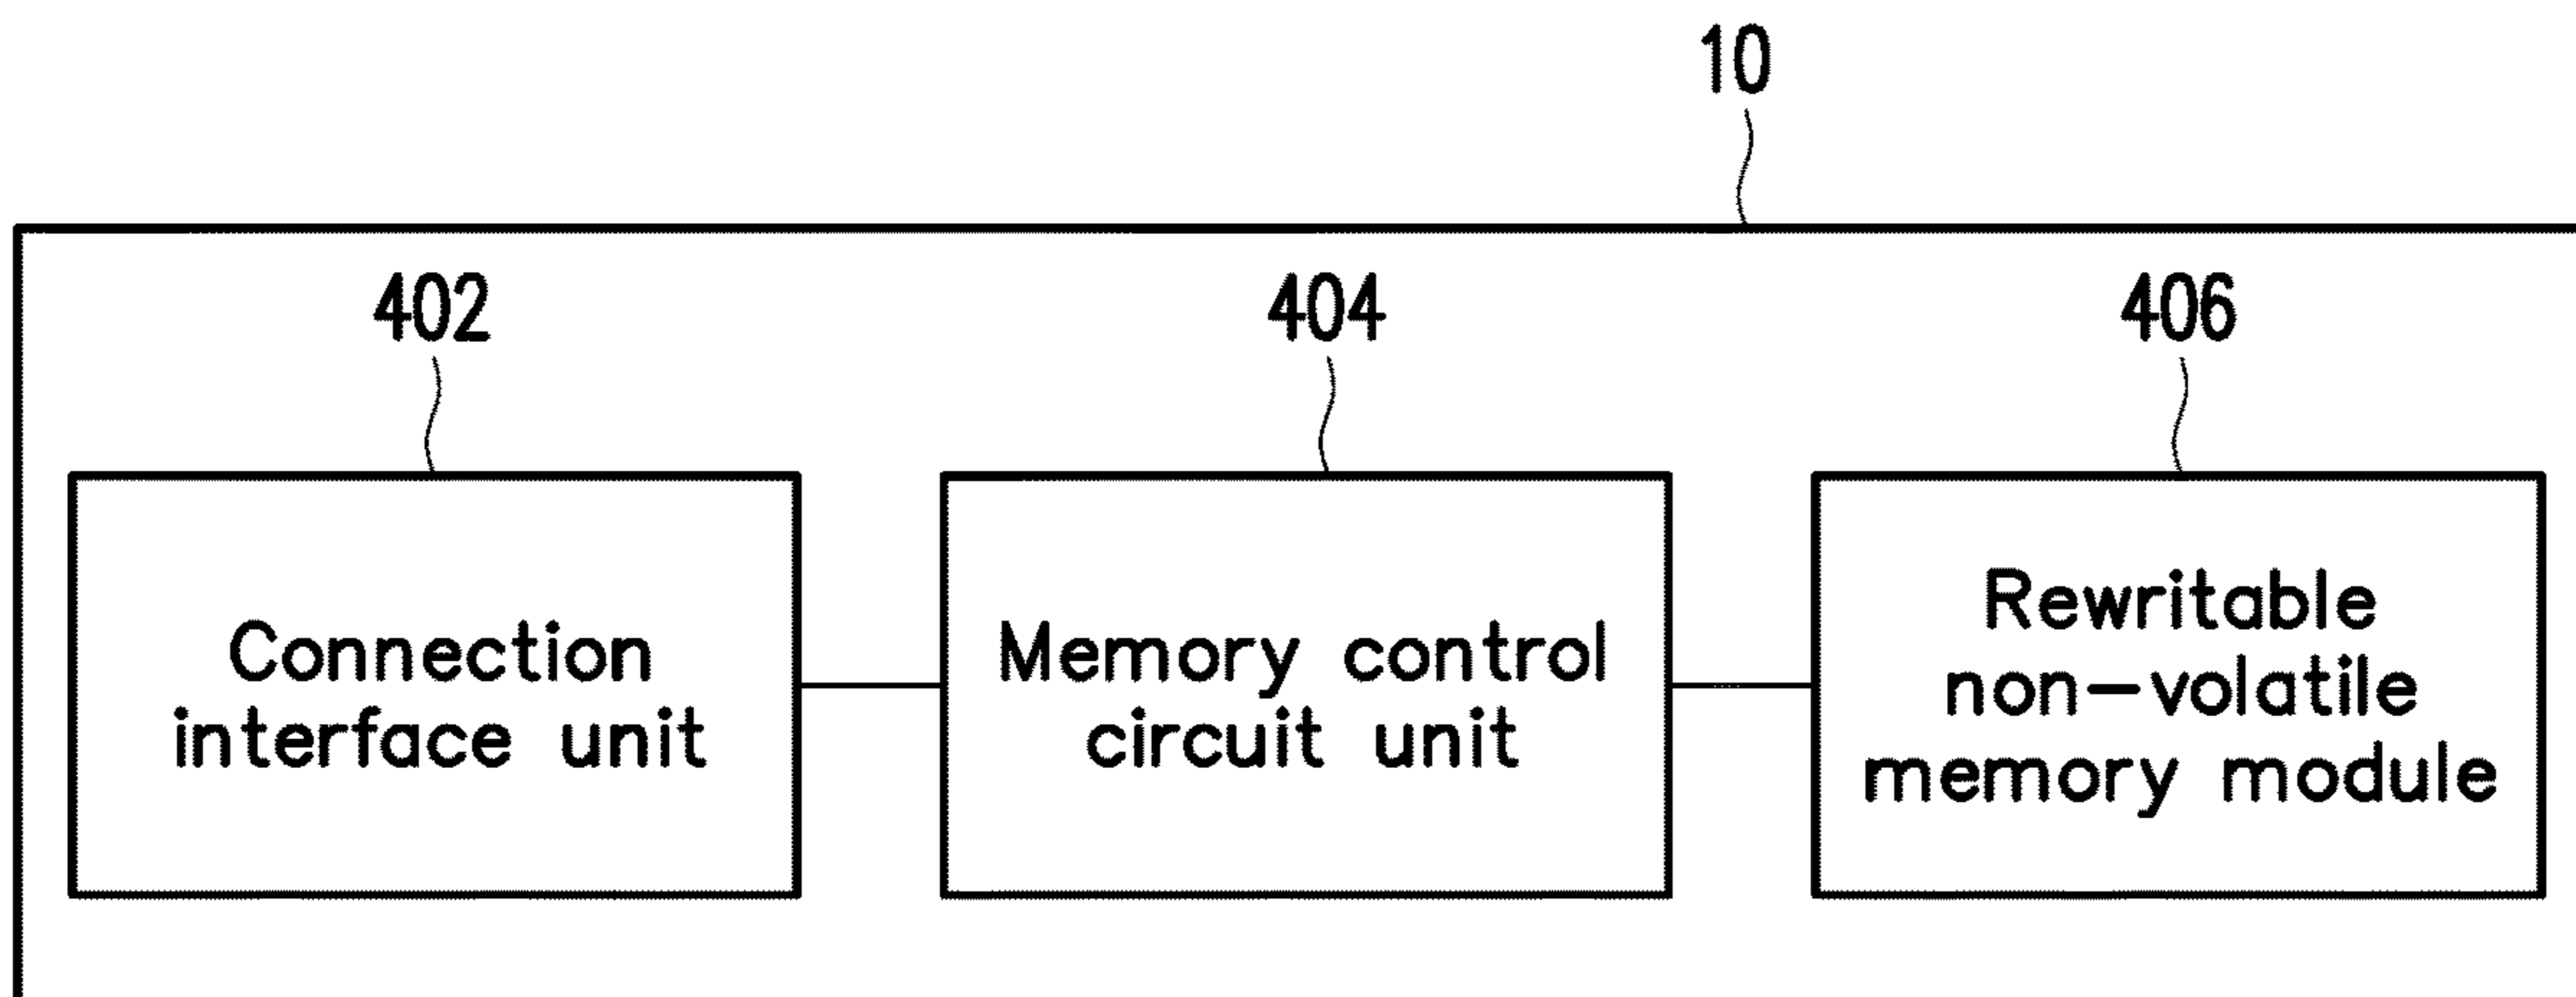 10
402
404
406
Connection
interface unit
Memory control
circuit unit
Rewritable
non-volatile
memory module